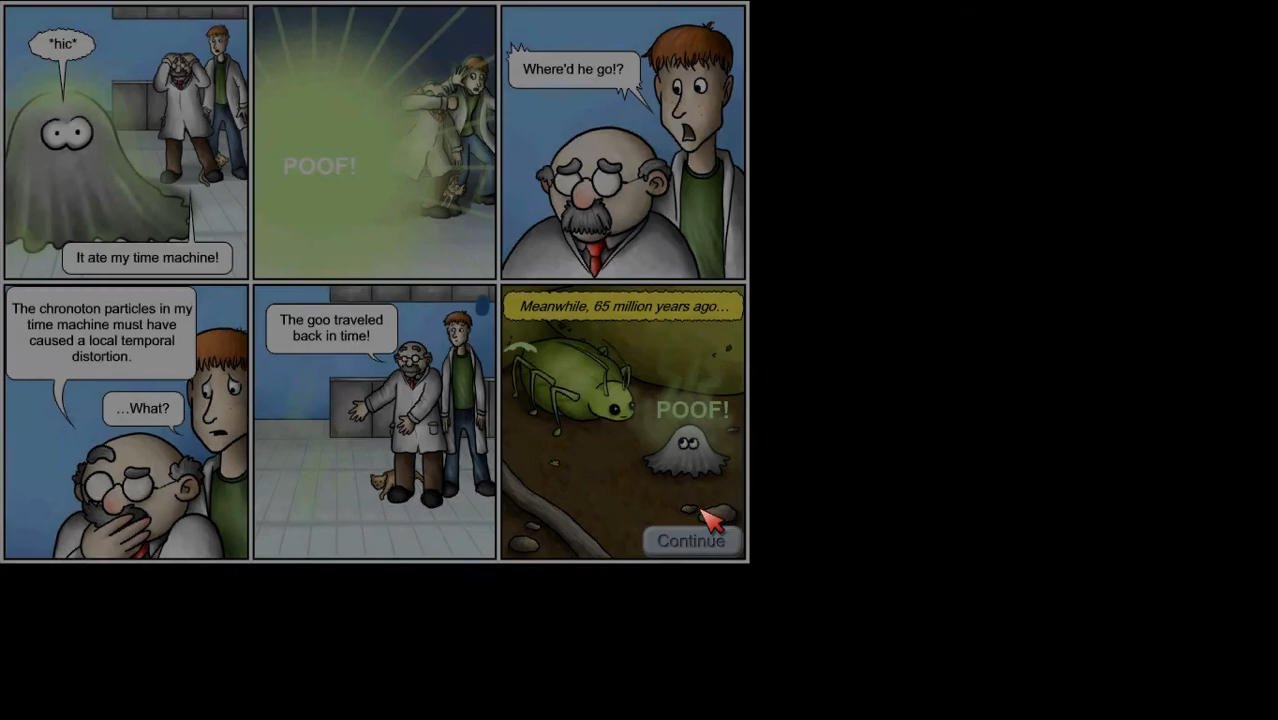 *hic*
It ate my time machine!
POOF!
Where'd he go!?
The chronoton particles in my
time machine must have
caused a local temporal
distortion.
...What?
The goo traveled
back in time!
Meanwhile, 65 million years ago...
POOF!
Continue